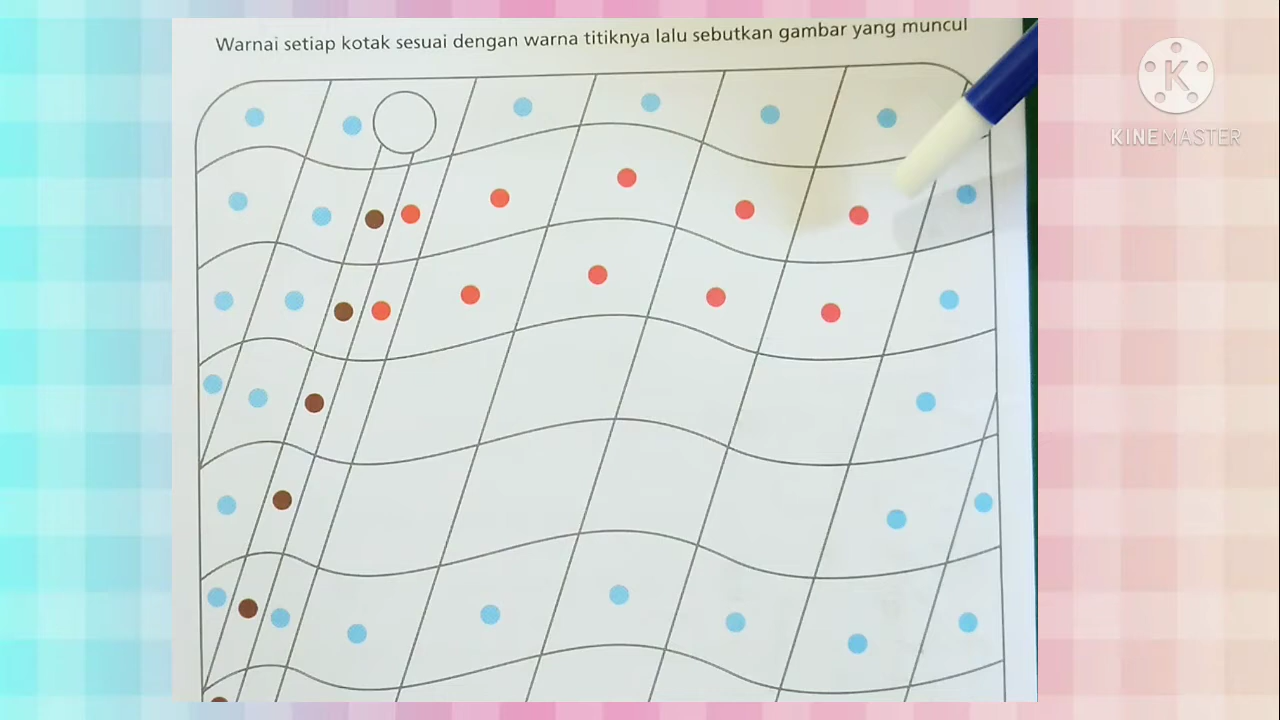 Warnai setiap kotak sesuai dengan warna titiknya lalu sebutkan gambar yang muncul
K
KINEMASTER